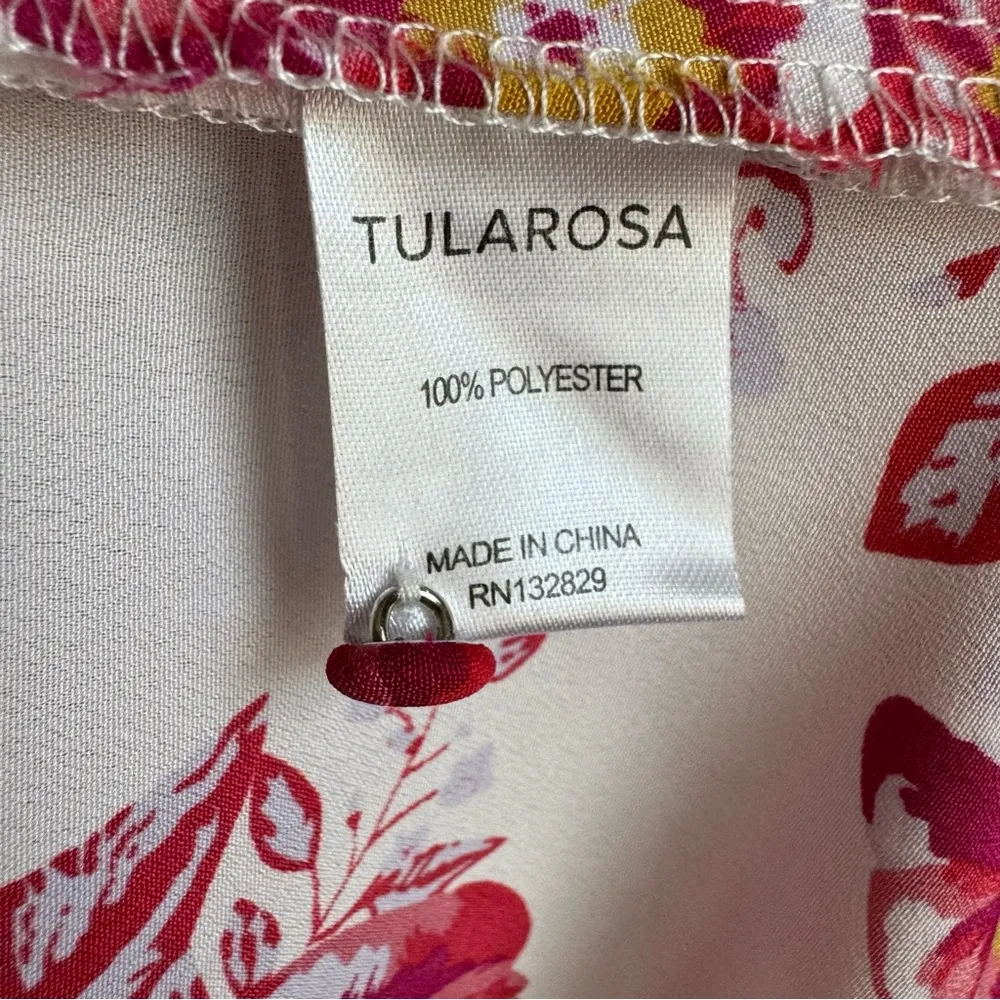 TULAROSA
100% POLYESTER
MADE IN CHINA
RN132829